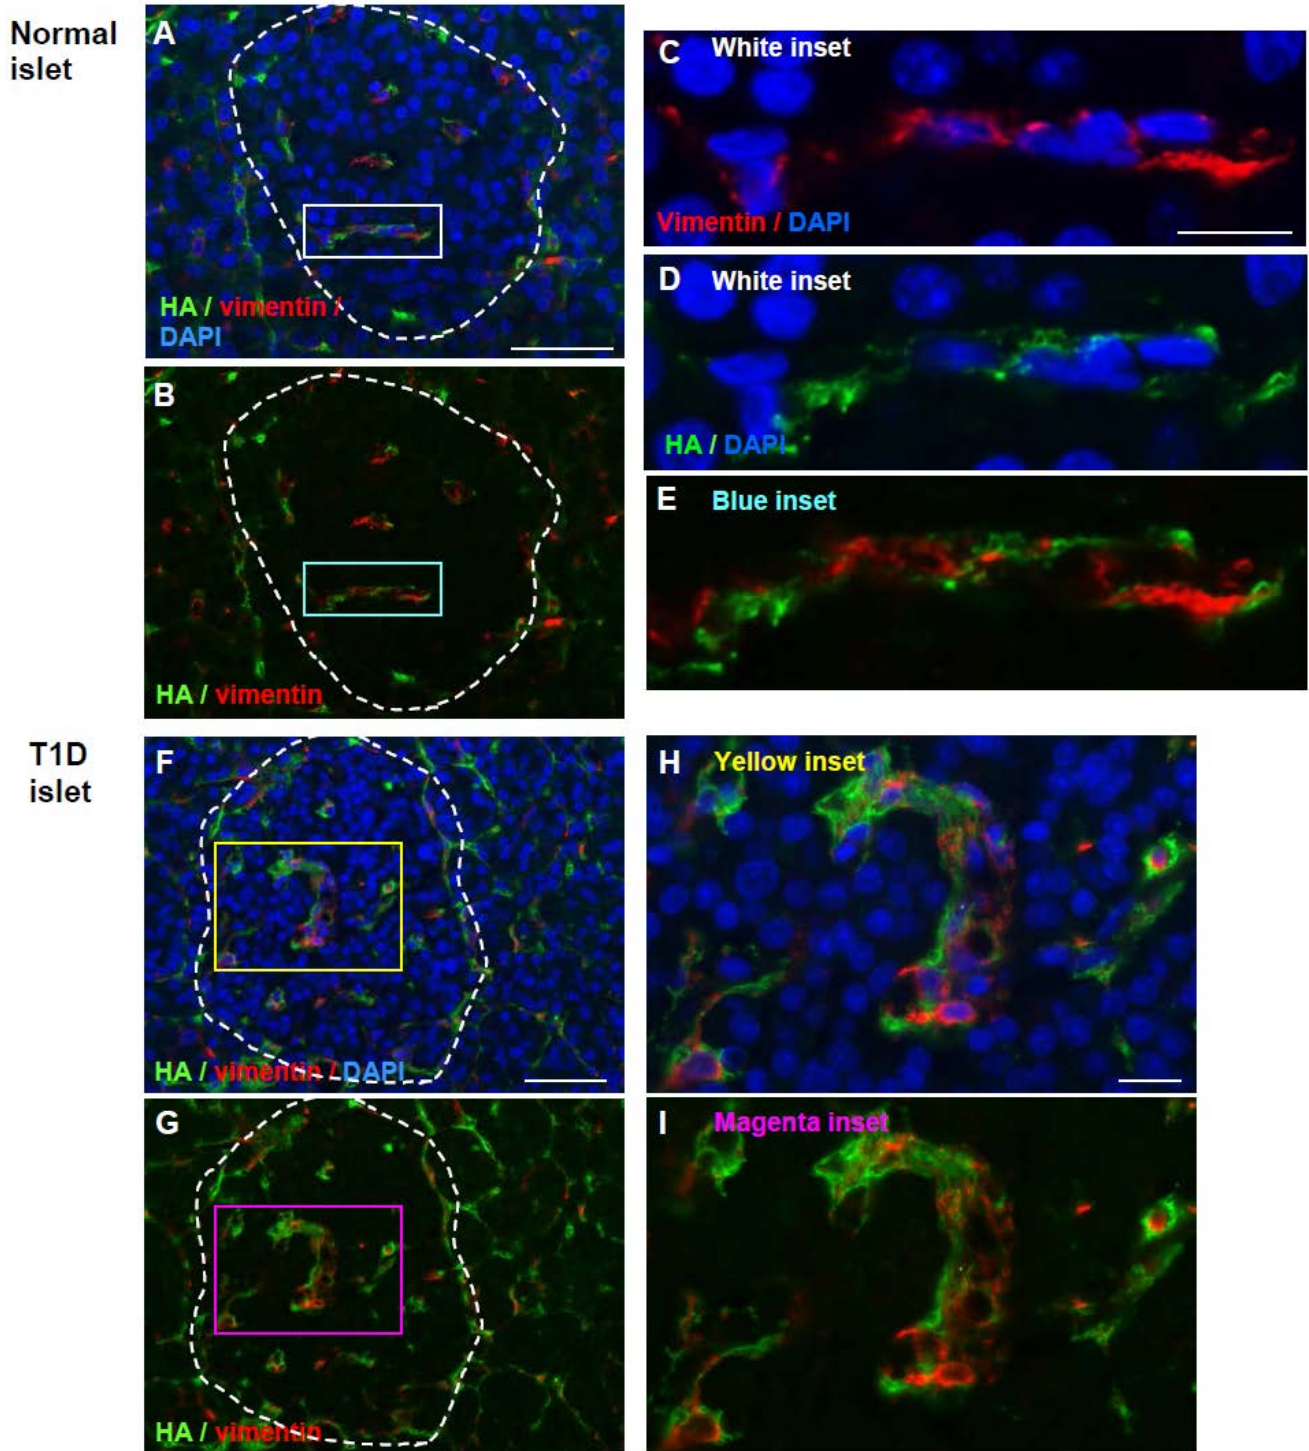 Normal
islet
A
HA / vimentin /
DAPI
B
HA / vimentin
C White inset
Vimentin / DAPI
D White inset
HA / DAPI
E Blue inset
T1D
islet
F
HA / vimentin / DAPI
G
HA / vimentin
H Yellow inset
I Magenta inset